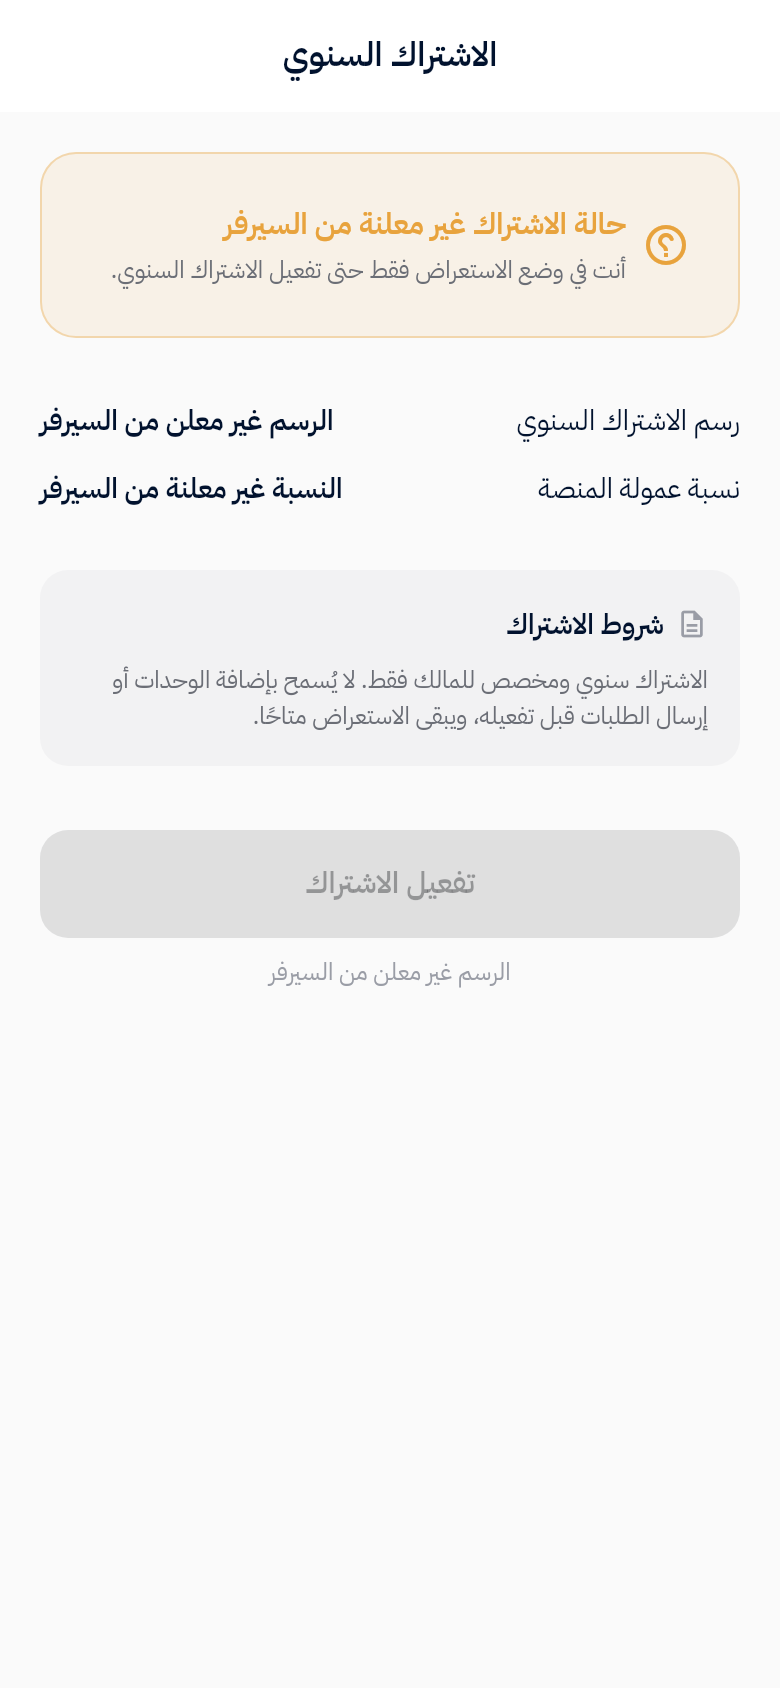 الاشتراك السنوي
حالة الاشتراك غير معلنة من السيرفر
أنت في وضع الاستعراض فقط حتى تفعيل الاشتراك السنوي.
رسم الاشتراك السنوي
الرسم غير معلن من السيرفر
نسبة عمولة المنصة
النسبة غير معلنة من السيرفر
شروط الاشتراك
الاشتراك سنوي ومخصص للمالك فقط. لا يُسمح بإضافة الوحدات أو
إرسال الطلبات قبل تفعيله، ويبقى الاستعراض متاحًا.
تفعيل الاشتراك
الرسم غير معلن من السيرفر